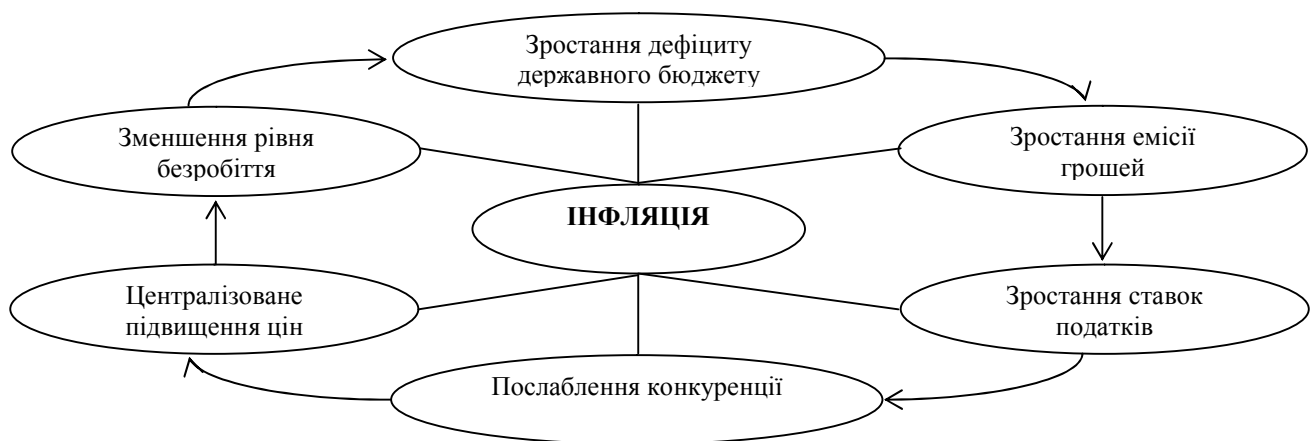 Зростання дефіциту
державного бюджету
Зменшення рівня
безробіття
Зростання емісії
грошей
ІНФЛЯЦІЯ
Централізоване
підвищення цін
Зростання ставок
податків
Послаблення конкуренції